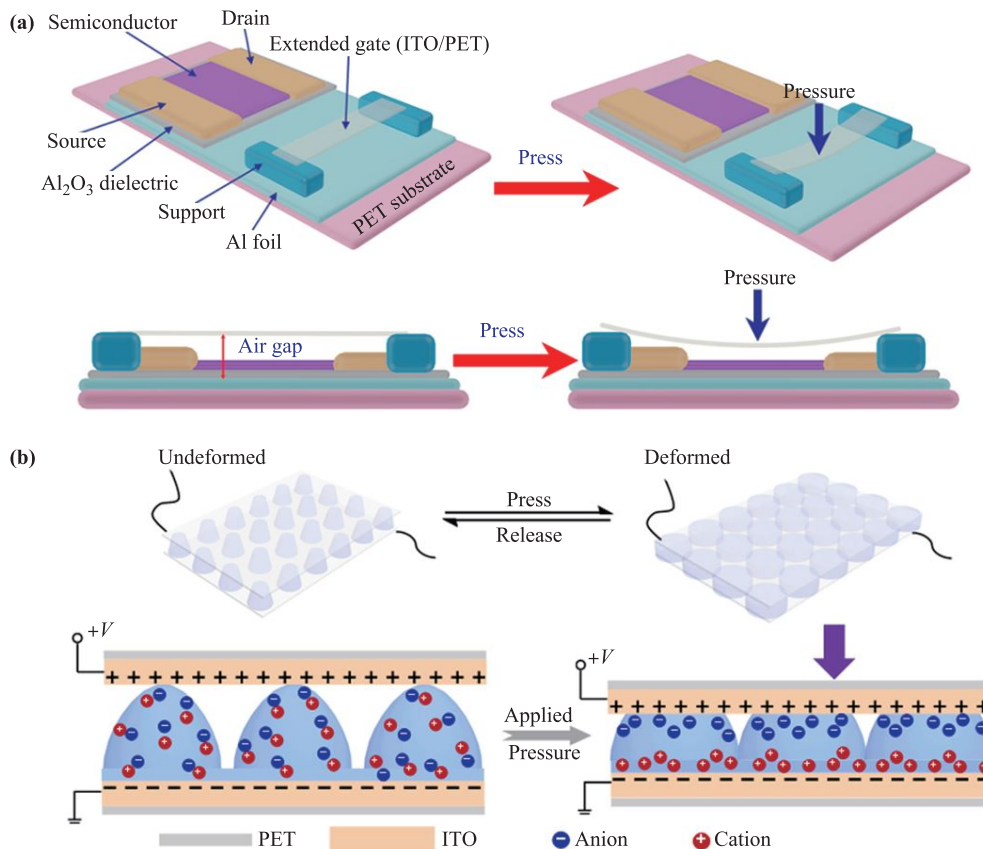 (a)
Semiconductor
Drain
Extended gate (ITO/PET)
Source
Al₂O₃ dielectric
Support
Al foil
PET substrate
Press
Pressure
Air gap
Press
Pressure
(b)
Undeformed
Press
Release
Deformed
+V
Applied
Pressure
+V
PET
ITO
Anion
Cation